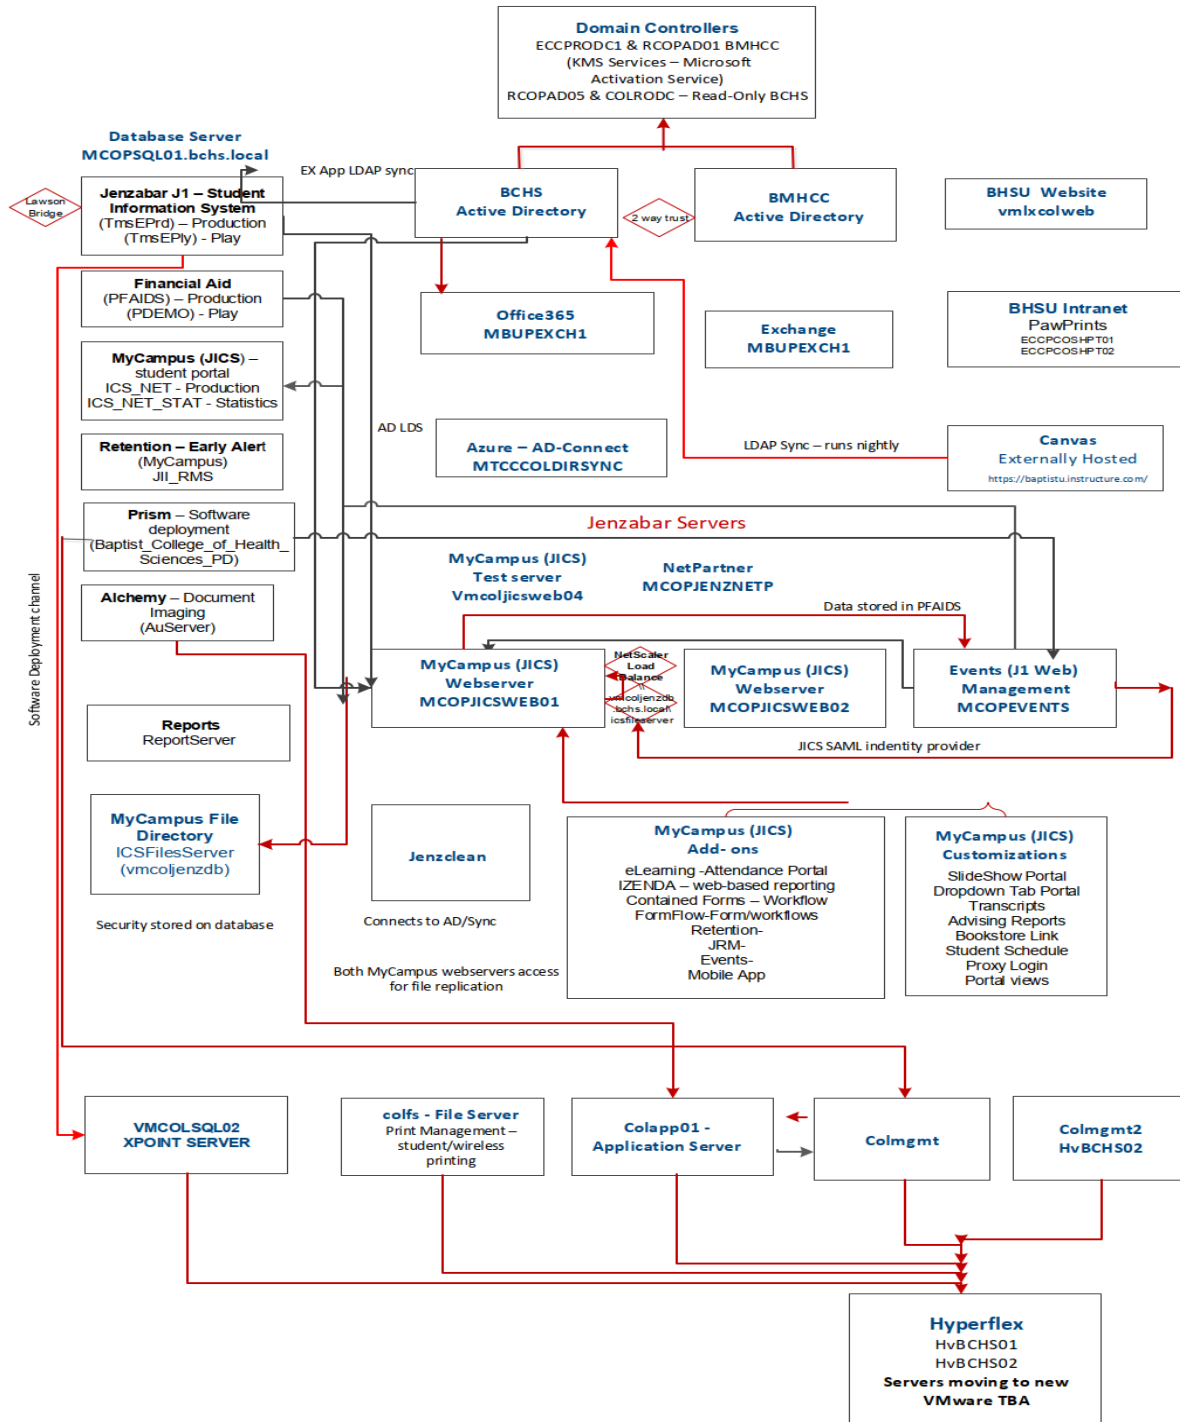 Domain Controllers
ECCPRODC1 & RCOPAD01 BMHCC
(KMS Services – Microsoft
Activation Service)
RCOPAD05 & COLRODC – Read-Only BCHS
Database Server
MCOPSQL01.bchs.local
EX App LDAP sync
Lawson
Bridge
Jenzabar J1 – Student
Information System
(TmsEPrd) – Production
(TmsEPly) - Play
BCHS
Active Directory
2 way trust
BMHCC
Active Directory
BHSU Website
vmlxcolweb
Financial Aid
(PFAIDS) – Production
(PDEMO) - Play
Office365
MBUPEXCH1
Exchange
MBUPEXCH1
BHSU Intranet
PawPrints
ECCPCOSHPT01
ECCPCOSHPT02
MyCampus (JICS) –
student portal
ICS_NET - Production
ICS_NET_STAT - Statistics
AD LDS
Azure – AD-Connect
MTCCCOLDIRSYNC
LDAP Sync – runs nightly
Canvas
Externally Hosted
https://baptistu.instructure.com/
Retention – Early Alert
(MyCampus)
JII_RMS
Prism – Software
deployment
(Baptist_College_of_Health_
Sciences_PD)
Jenzabar Servers
MyCampus (JICS)
Test server
Vmcoljicsweb04
NetPartner
MCOPJENZNETP
Data stored in PFAIDS
Alchemy – Document
Imaging
(AuServer)
Software Deployment channel
MyCampus (JICS)
Webserver
MCOPJICSWEB01
NetScaler
Load
Balance
\\
vmcoljenzdb
.bchs.local\
icsfileserver
MyCampus (JICS)
Webserver
MCOPJICSWEB02
Events (J1 Web)
Management
MCOPEVENTS
JICS SAML indentity provider
Reports
ReportServer
MyCampus File
Directory
ICSFilesServer
(vmcoljenzdb)
Security stored on database
Jenzclean
Connects to AD/Sync
Both MyCampus webservers access
for file replication
MyCampus (JICS)
Add- ons
eLearning -Attendance Portal
IZENDA – web-based reporting
Contained Forms – Workflow
FormFlow-Form/workflows
Retention-
JRM-
Events-
Mobile App
MyCampus (JICS)
Customizations
SlideShow Portal
Dropdown Tab Portal
Transcripts
Advising Reports
Bookstore Link
Student Schedule
Proxy Login
Portal views
VMCOLSQL02
XPOINT SERVER
colfs - File Server
Print Management –
student/wireless
printing
Colapp01 -
Application Server
Colmgmt
Colmgmt2
HvBCHS02
Hyperflex
HvBCHS01
HvBCHS02
Servers moving to new
VMware TBA